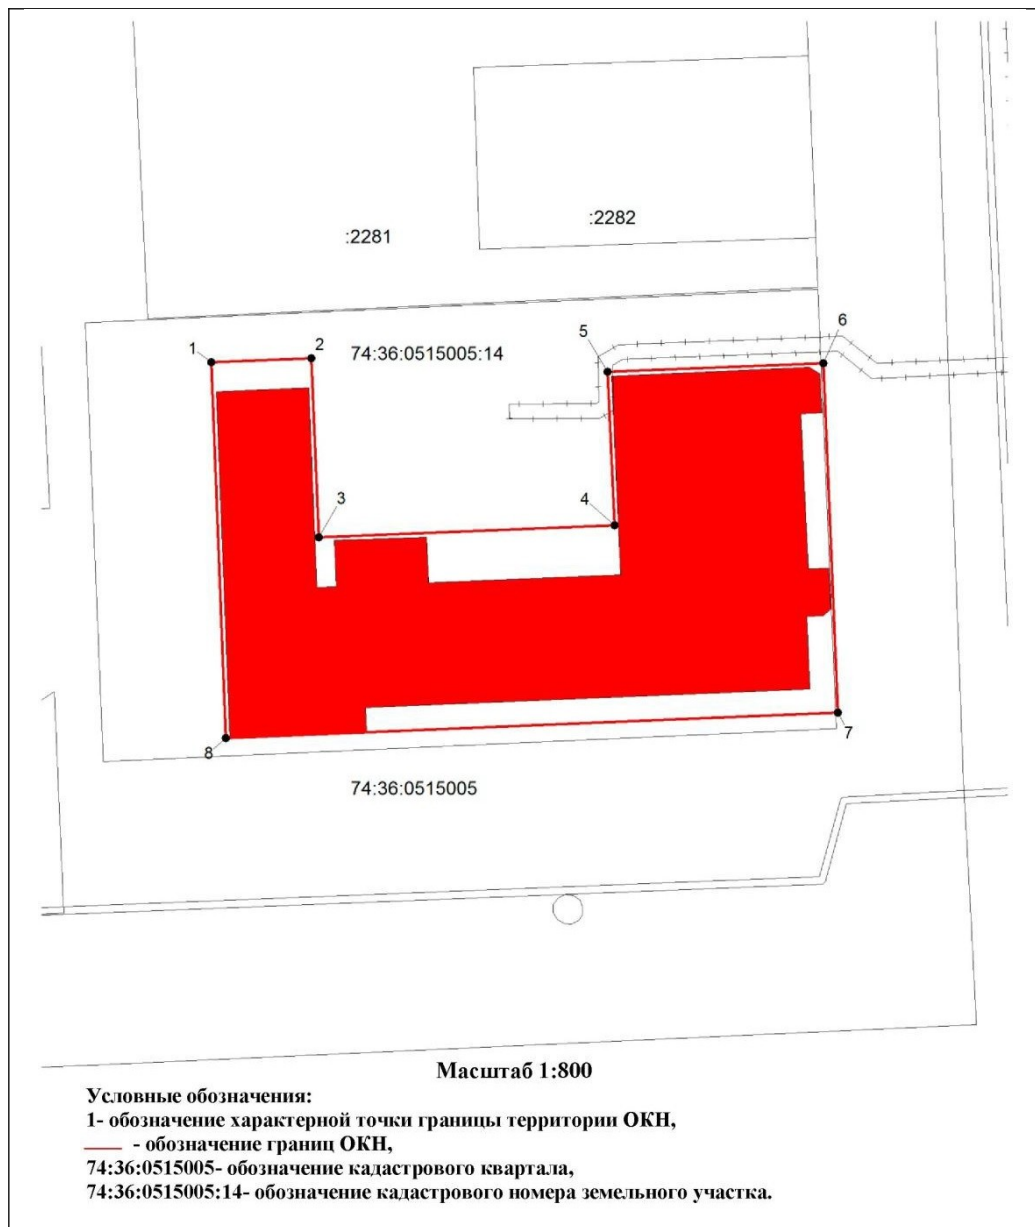 :2282
:2281
6
5
2
1
74:36:0515005:14
3
4
7
8
74:36:0515005
Масштаб 1:800
Условные обозначения:
1- обозначение характерной точки границы территории ОКН,
- обозначение границ ОКН,
74:36:0515005- обозначение кадастрового квартала,
74:36:0515005:14- обозначение кадастрового номера земельного участка.